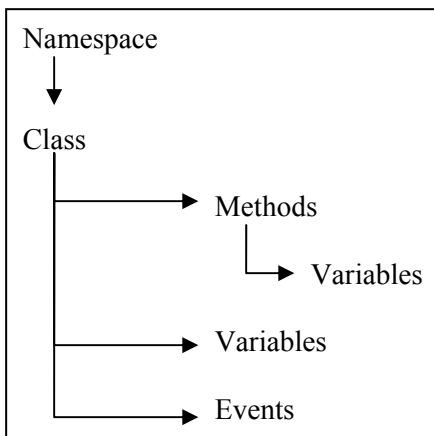 Namespace
Class
Methods
Variables
Variables
Events